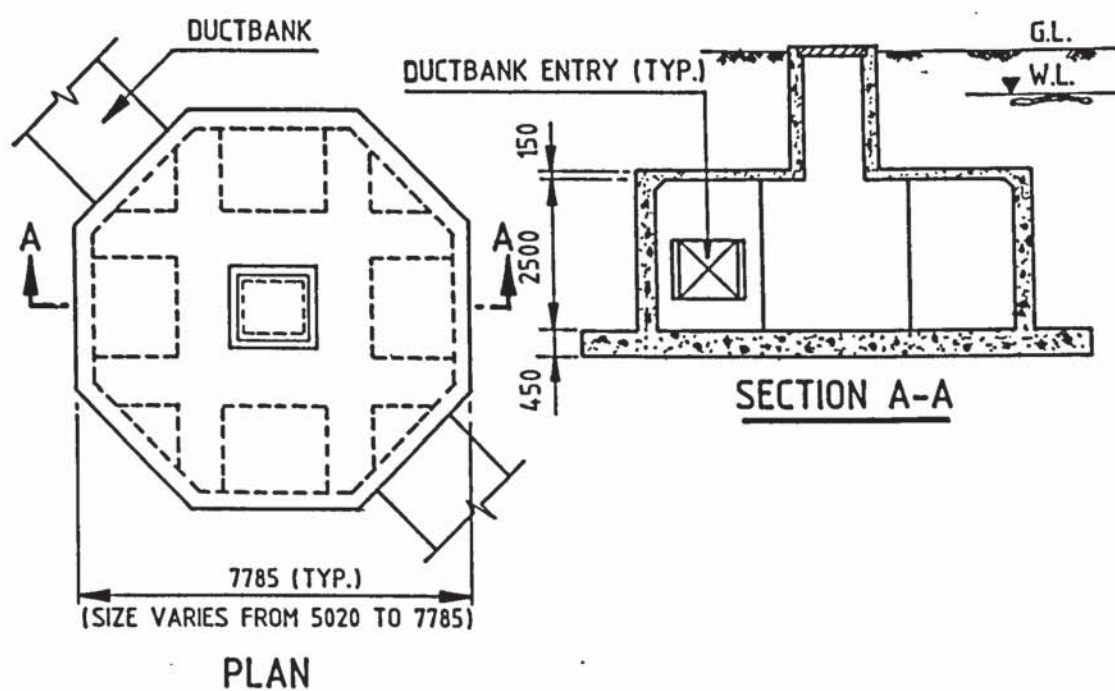 DUCTBANK
G.L.
DUCTBANK ENTRY (TYP.)
W.L.
150
A
A
2500
450
SECTION A-A
7785 (TYP.)
(SIZE VARIES FROM 5020 TO 7785)
PLAN